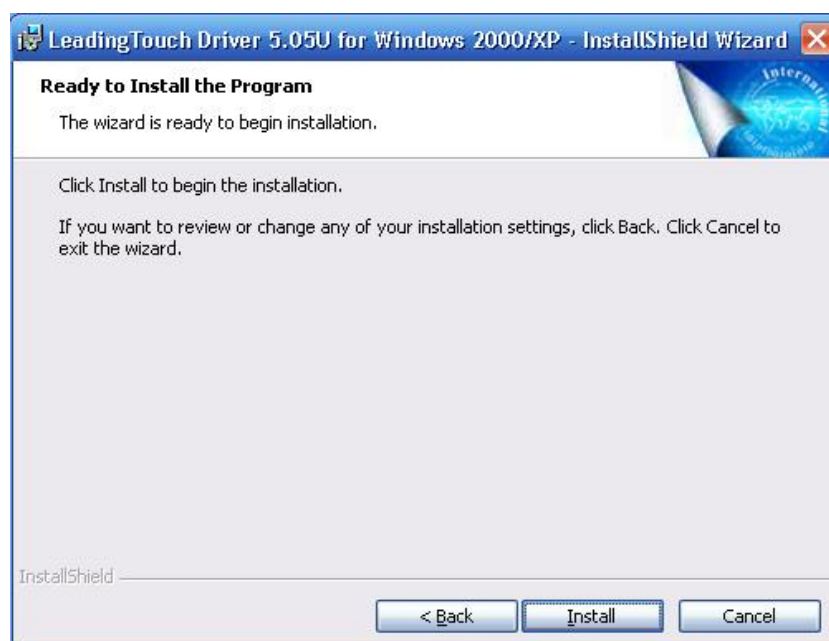 LeadingTouch Driver 5.05U for Windows 2000/XP - InstallShield Wizard
Ready to Install the Program
The wizard is ready to begin installation.
International
Click Install to begin the installation.
If you want to review or change any of your installation settings, click Back. Click Cancel to
exit the wizard.
InstallShield
< Back
Install
Cancel